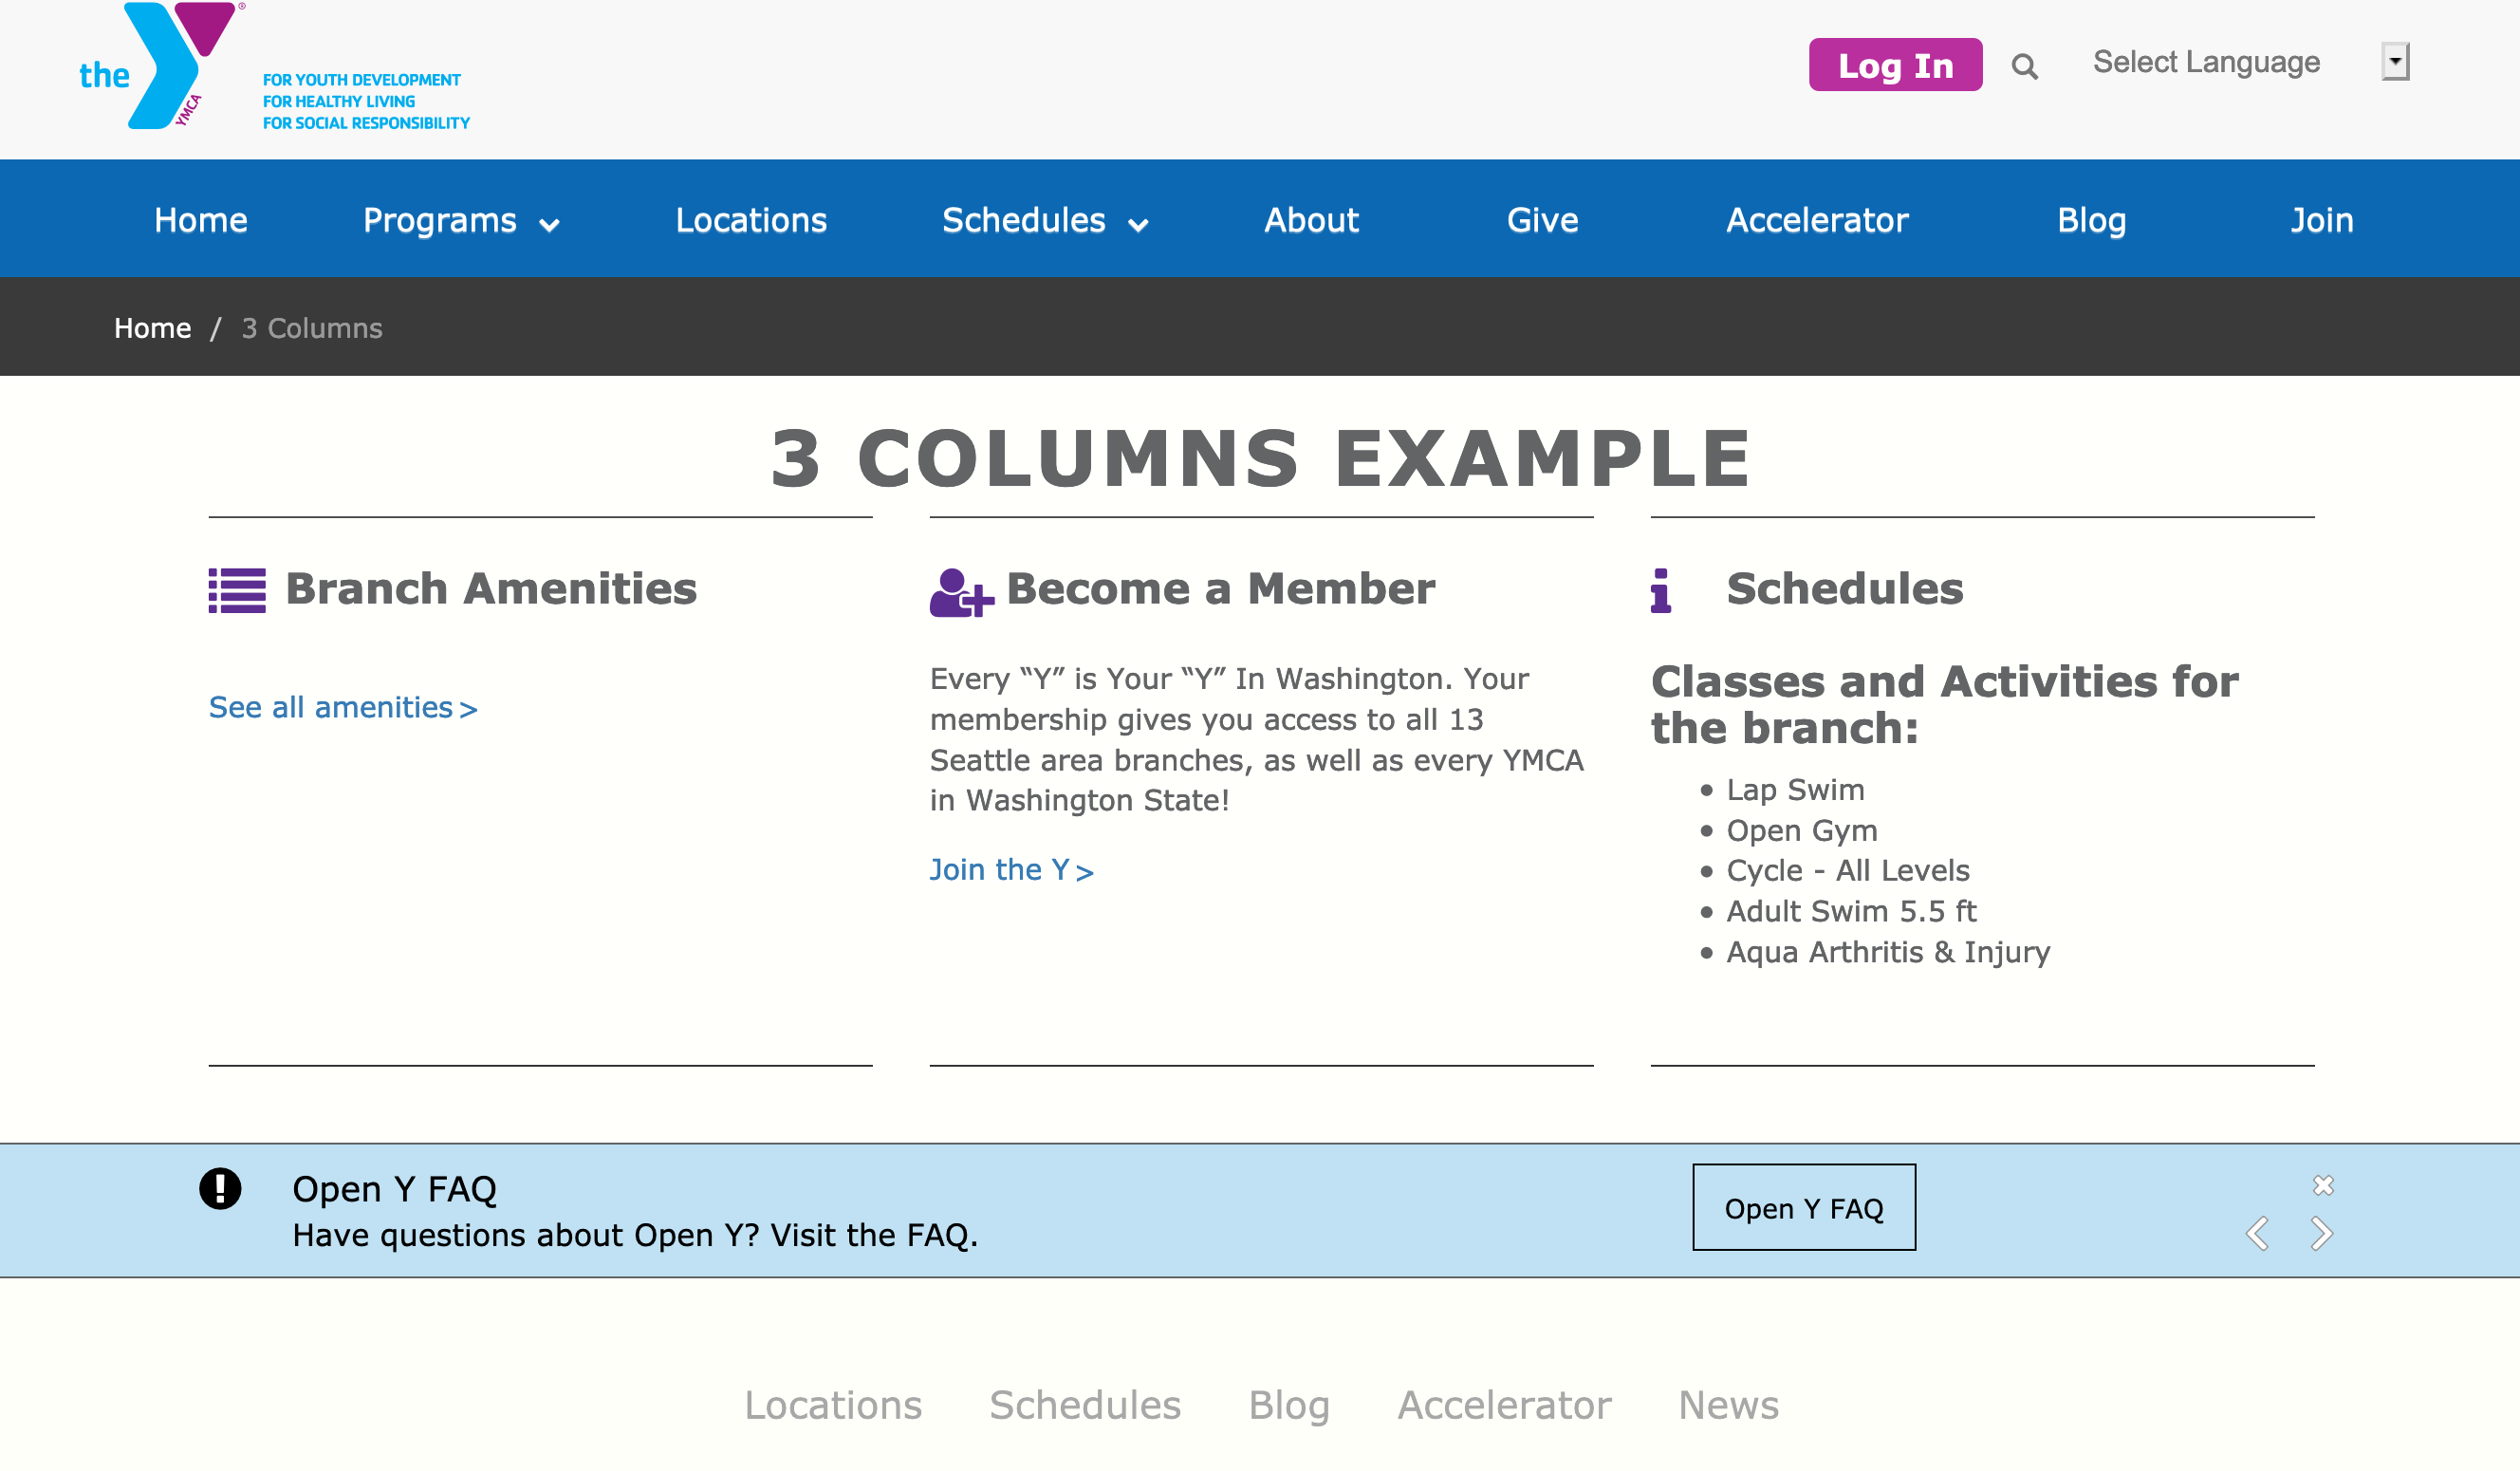 the
YMCA
®
FOR YOUTH DEVELOPMENT
FOR HEALTHY LIVING
FOR SOCIAL RESPONSIBILITY
Log In
Select Language
Home Programs Locations Schedules About Give Accelerator Blog Join
Home / 3 Columns
3 COLUMNS EXAMPLE
Branch Amenities
See all amenities >
Become a Member
Every “Y” is Your “Y” In Washington. Your
membership gives you access to all 13
Seattle area branches, as well as every YMCA
in Washington State!
Join the Y >
Schedules
Classes and Activities for
the branch:
• Lap Swim
• Open Gym
• Cycle - All Levels
• Adult Swim 5.5 ft
• Aqua Arthritis & Injury
Open Y FAQ
Have questions about Open Y? Visit the FAQ.
Open Y FAQ
Locations Schedules Blog Accelerator News